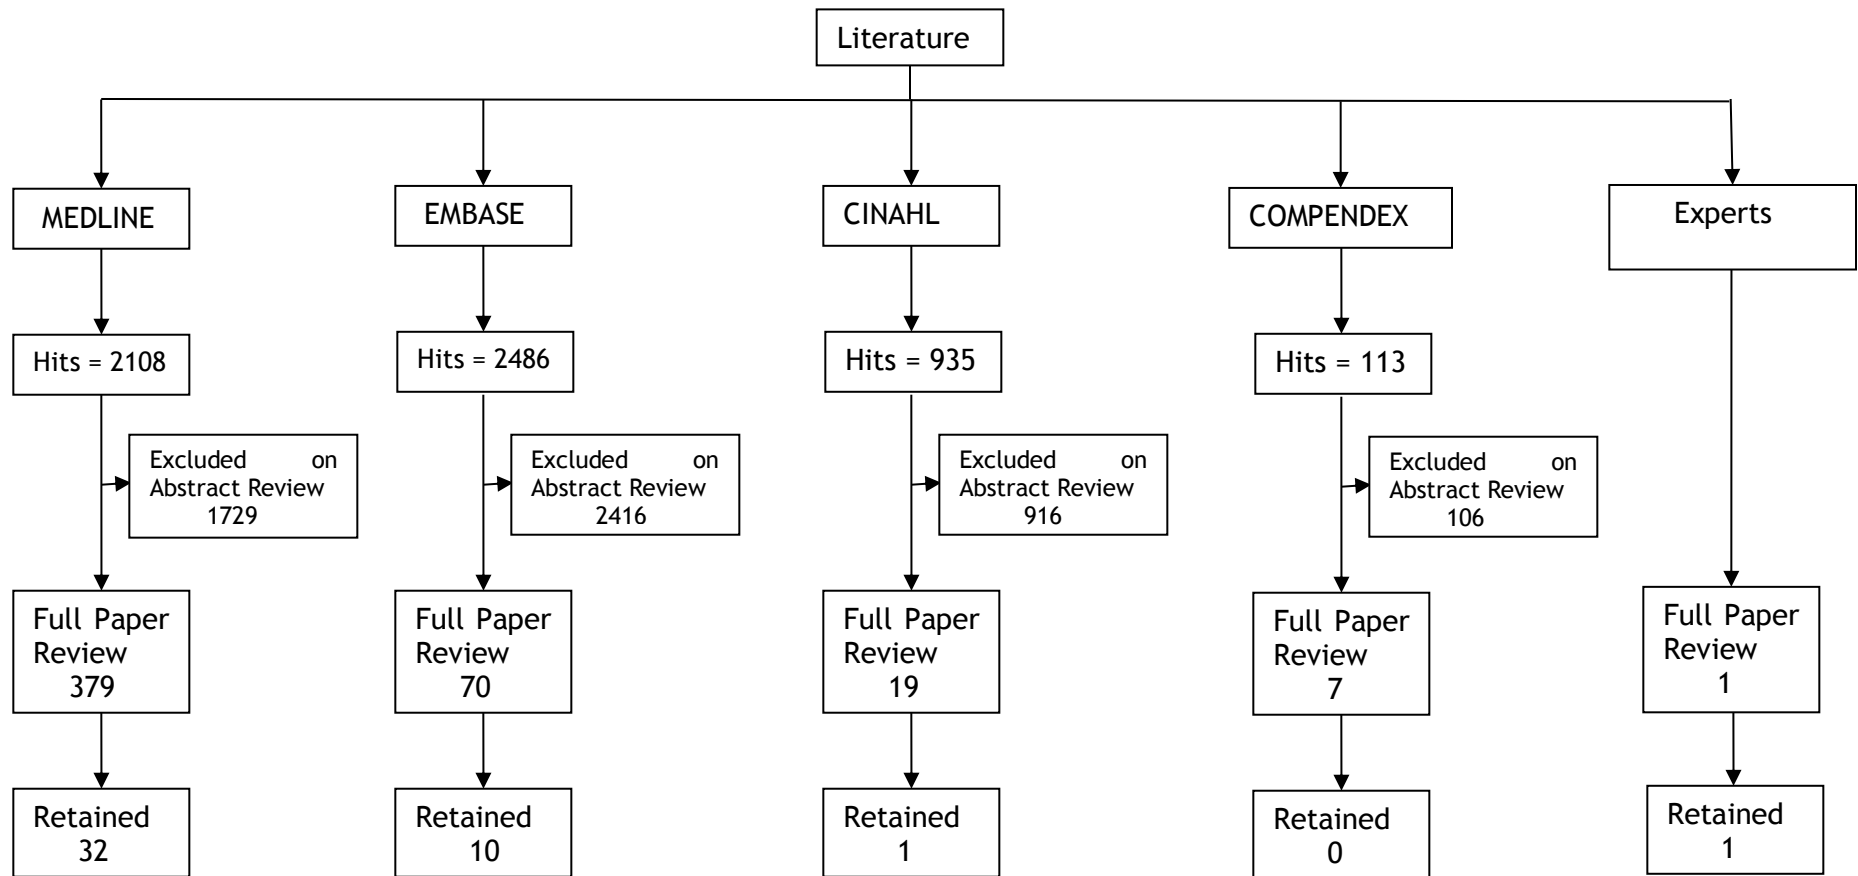 Literature
MEDLINE
EMBASE
CINAHL
COMPENDEX
Experts
Hits = 2108
Hits = 2486
Hits = 935
Hits = 113
Excluded on
Abstract Review
1729
Excluded on
Abstract Review
2416
Excluded on
Abstract Review
916
Excluded on
Abstract Review
106
Full Paper
Review
379
Full Paper
Review
70
Full Paper
Review
19
Full Paper
Review
7
Full Paper
Review
1
Retained
32
Retained
10
Retained
1
Retained
0
Retained
1